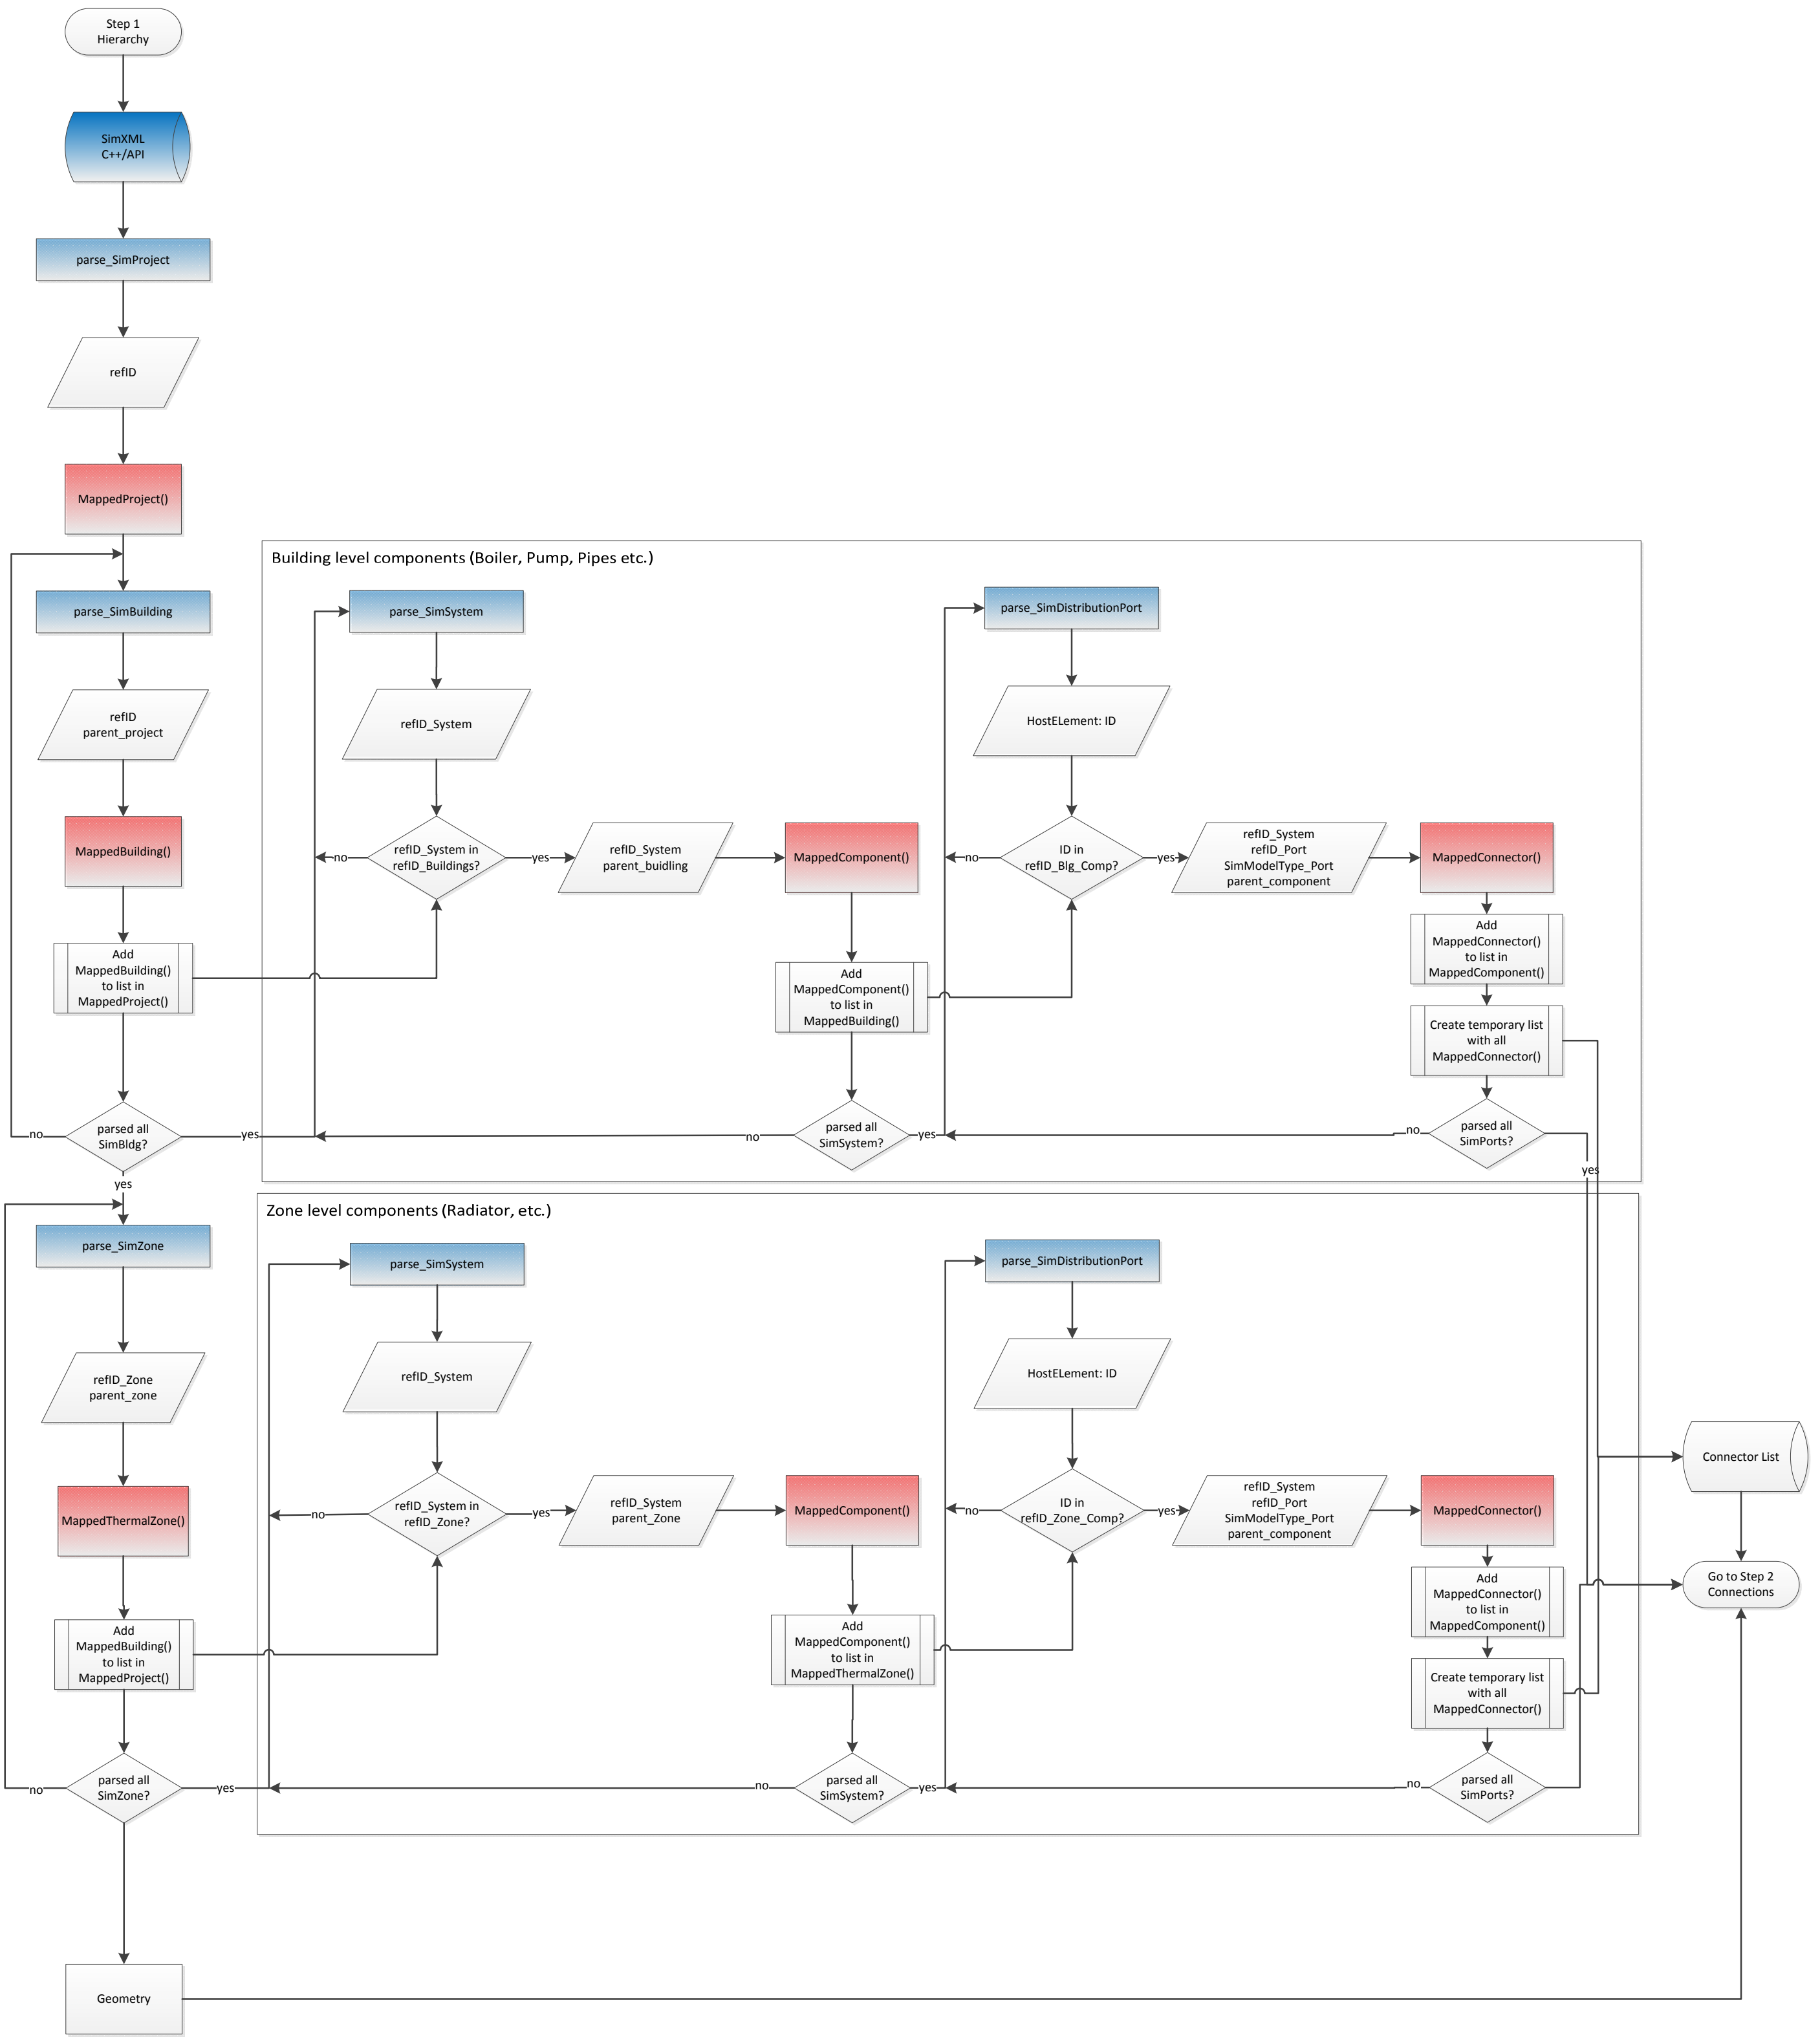 Step 1
Hierarchy
SimXML
C++/API
parse_SimProject
refID
MappedProject()
parse_SimBuilding
refID
parent_project
MappedBuilding()
Add
MappedBuilding()
to list in
MappedProject()
no
parsed all
SimBldg?
yes
yes
Building level components (Boiler, Pump, Pipes etc.)
parse_SimSystem
refID_System
no
refID_System in
refID_Buildings?
yes
refID_System
parent_buidling
MappedComponent()
Add
MappedComponent()
to list in
MappedBuilding()
no
parsed all
SimSystem?
yes
parse_SimDistributionPort
HostELement: ID
no
ID in
refID_Blg_Comp?
yes
refID_System
refID_Port
SimModelType_Port
parent_component
MappedConnector()
Add
MappedConnector()
to list in
MappedComponent()
Create temporary list
with all
MappedConnector()
no
parsed all
SimPorts?
yes
parse_SimZone
refID_Zone
parent_zone
MappedThermalZone()
Add
MappedBuilding()
to list in
MappedProject()
no
parsed all
SimZone?
yes
Zone level components (Radiator, etc.)
parse_SimSystem
refID_System
no
refID_System in
refID_Zone?
yes
refID_System
parent_Zone
MappedComponent()
Add
MappedComponent()
to list in
MappedThermalZone()
no
parsed all
SimSystem?
yes
parse_SimDistributionPort
HostELement: ID
no
ID in
refID_Zone_Comp?
yes
refID_System
refID_Port
SimModelType_Port
parent_component
MappedConnector()
Add
MappedConnector()
to list in
MappedComponent()
Create temporary list
with all
MappedConnector()
no
parsed all
SimPorts?
Connector List
Go to Step 2
Connections
Geometry